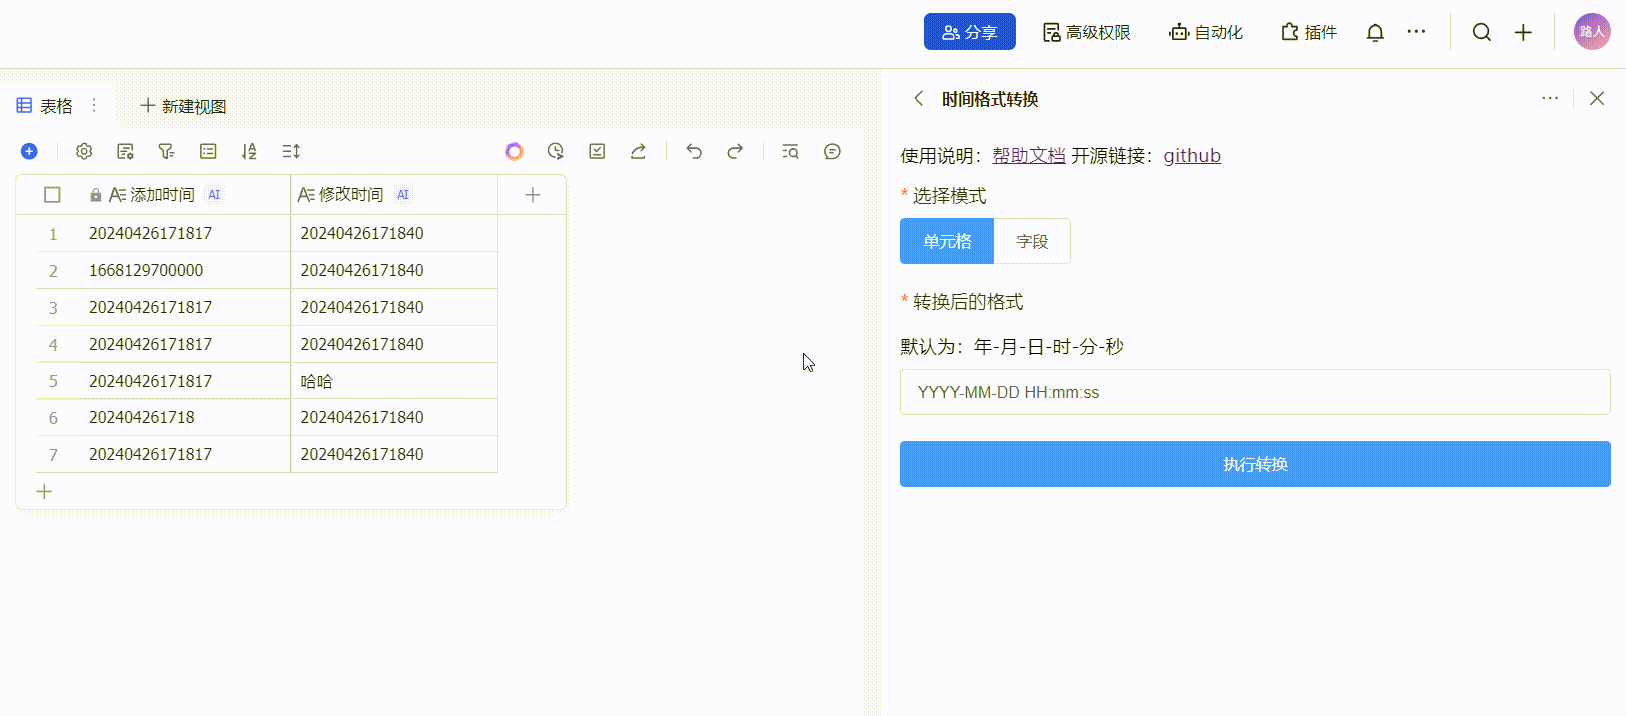 分享 高级权限 自动化 插件 路人
表格 新建视图
添加时间 AI 修改时间 AI
1 20240426171817 20240426171840
2 1668129700000 20240426171840
3 20240426171817 20240426171840
4 20240426171817 20240426171840
5 20240426171817 哈哈
6 202404261718 20240426171840
7 20240426171817 20240426171840
时间格式转换
使用说明：帮助文档 开源链接：github
* 选择模式
单元格 字段
* 转换后的格式
默认为：年-月-日-时-分-秒
YYYY-MM-DD HH:mm:ss
执行转换